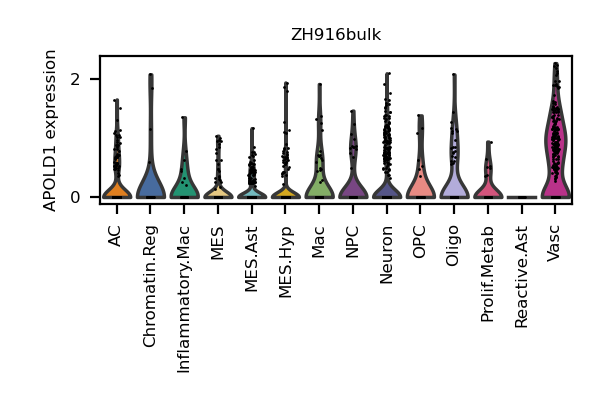 ZH916bulk
APOLD1 expression
2
0
AC
Chromatin.Reg
Inflammatory.Mac
MES
MES.Ast
MES.Hyp
Mac
NPC
Neuron
OPC
Oligo
Prolif.Metab
Reactive.Ast
Vasc